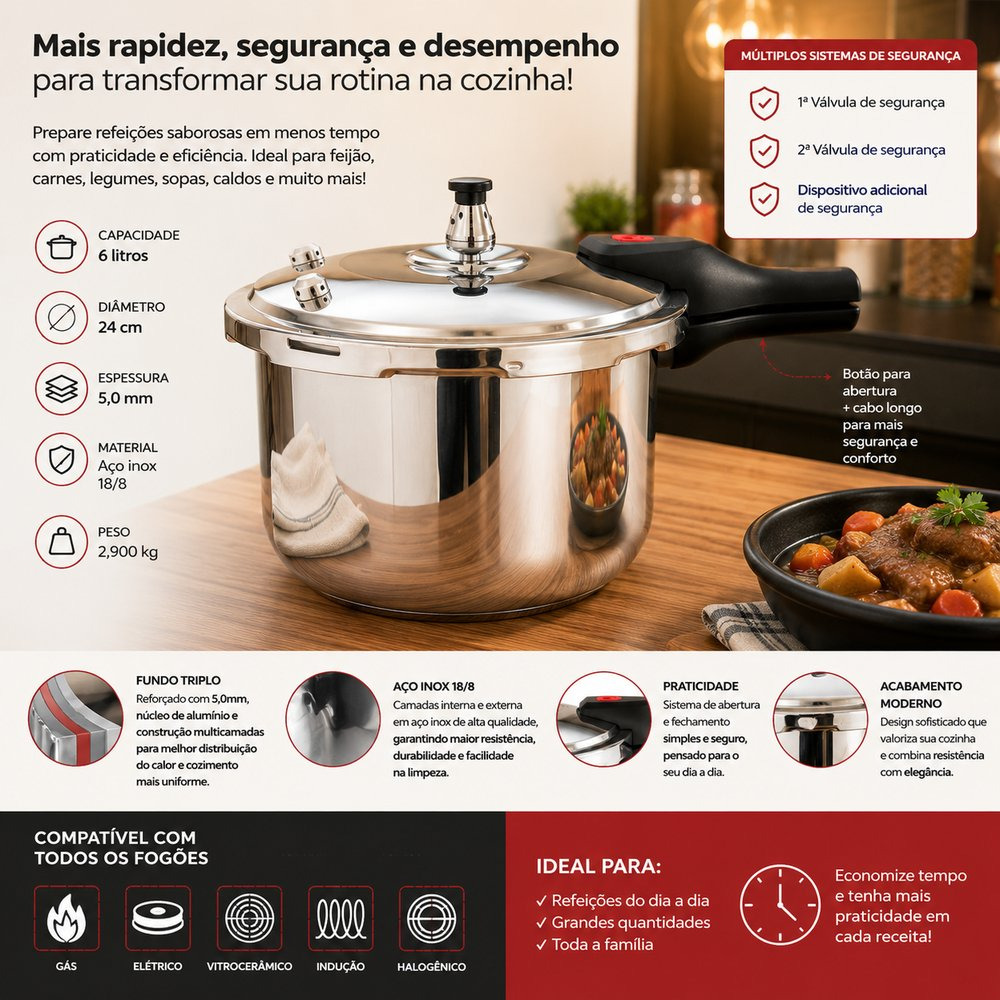 Mais rapidez, segurança e desempenho
para transformar sua rotina na cozinha!
Prepare refeições saborosas em menos tempo
com praticidade e eficiência. Ideal para feijão,
carnes, legumes, sopas, caldos e muito mais!
CAPACIDADE
6 litros
DIÂMETRO
24 cm
ESPESSURA
5,0 mm
MATERIAL
Aço inox
18/8
PESO
2,900 kg
MÚLTIPLOS SISTEMAS DE SEGURANÇA
1ª Válvula de segurança
2ª Válvula de segurança
Dispositivo adicional
de segurança
Botão para
abertura
+ cabo longo
para mais
segurança e
conforto
FUNDO TRIPLO
Reforçado com 5,0mm,
núcleo de alumínio e
construção multicamadas
para melhor distribuição
do calor e cozimento
mais uniforme.
AÇO INOX 18/8
Camadas interna e externa
em aço inox de alta qualidade,
garantindo maior resistência,
durabilidade e facilidade
na limpeza.
PRATICIDADE
Sistema de abertura
e fechamento
simples e seguro,
pensado para o
seu dia a dia.
ACABAMENTO
MODERNO
Design sofisticado que
valoriza sua cozinha
e combina resistência
com elegância.
COMPATÍVEL COM
TODOS OS FOGÕES
GÁS
ELÉTRICO
VITROCERÂMICO
INDUÇÃO
HALOGÊNICO
IDEAL PARA:
✓ Refeições do dia a dia
✓ Grandes quantidades
✓ Toda a família
Economize tempo
e tenha mais
praticidade em
cada receita!